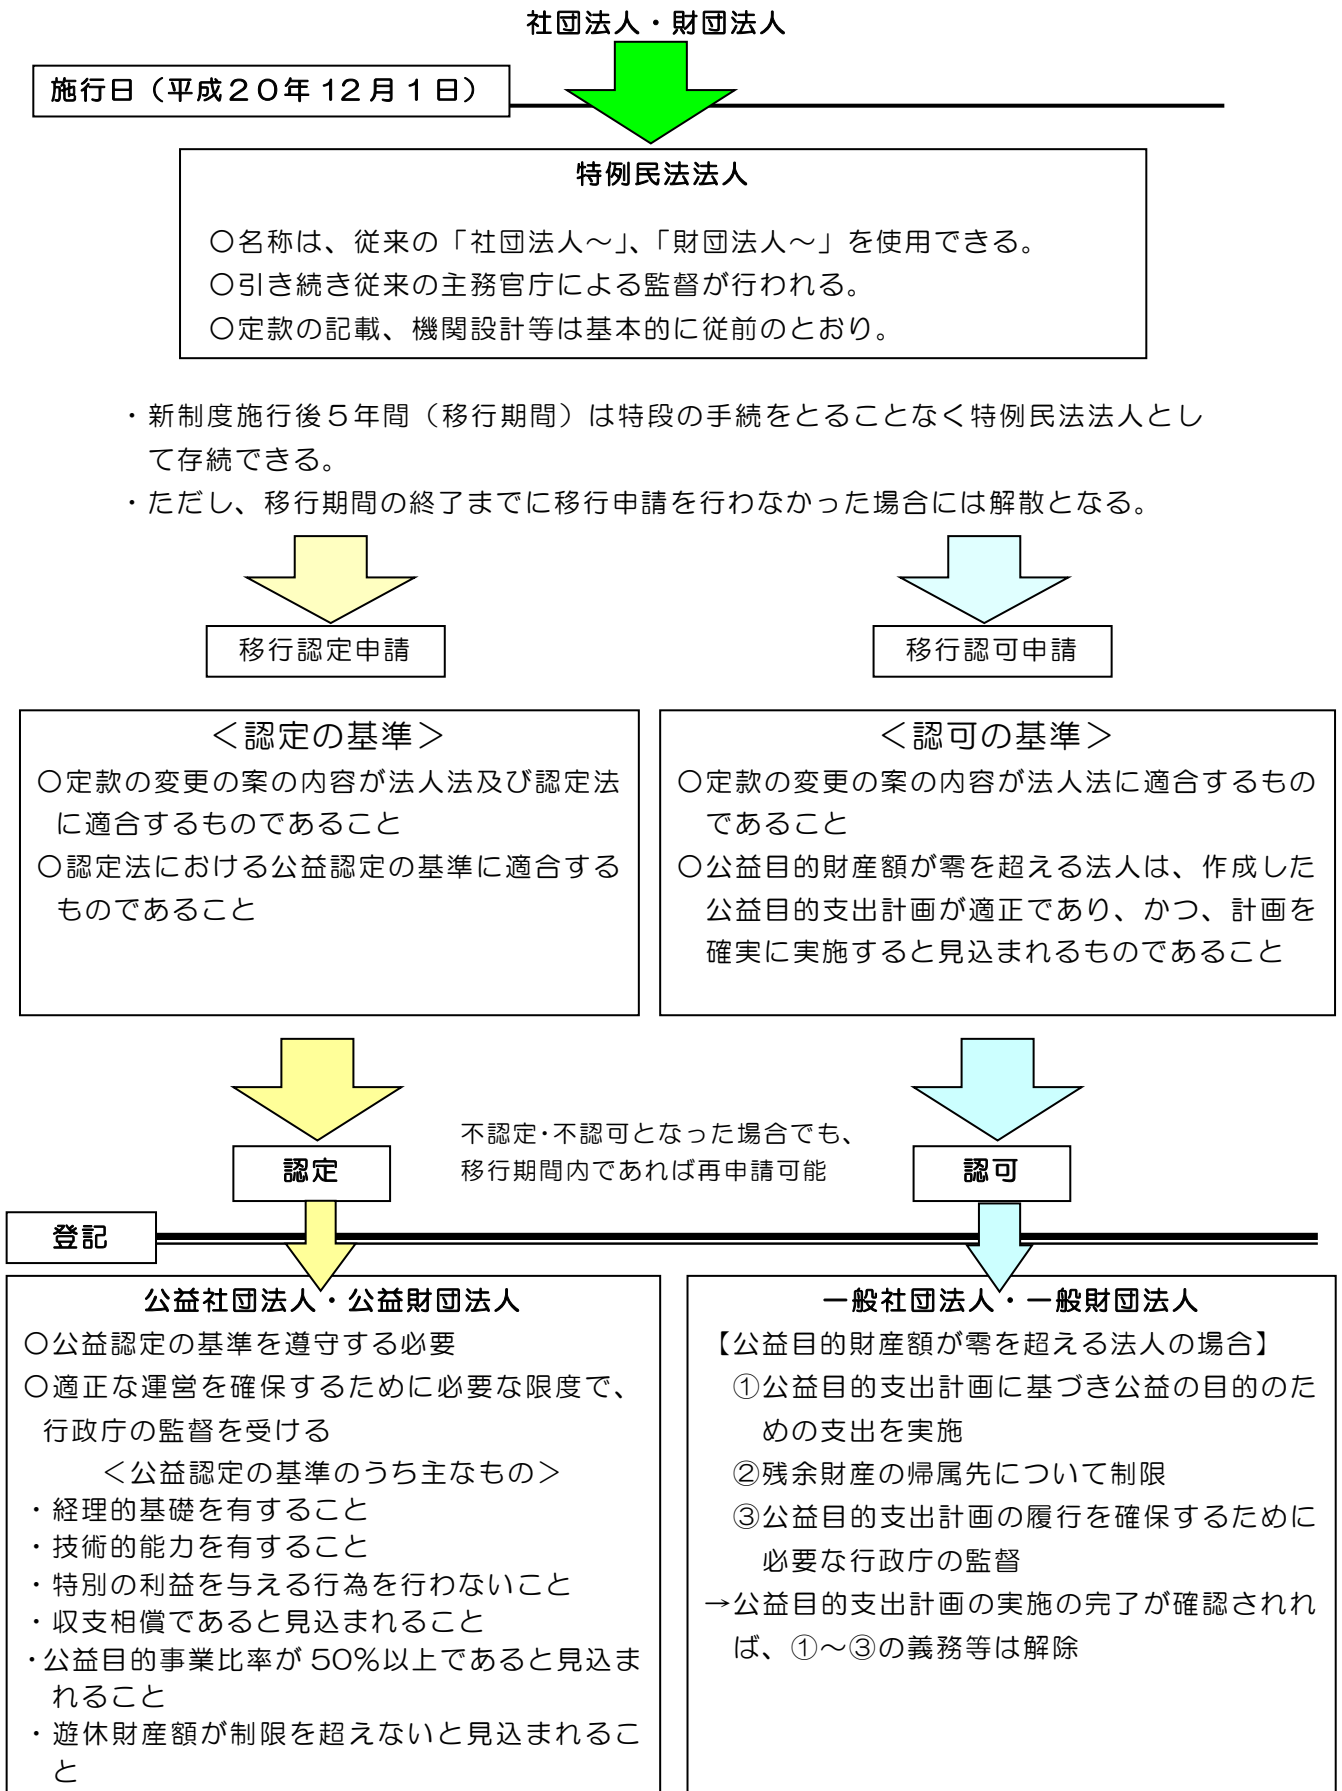 社団法人・財団法人
施行日（平成２０年 12 月 1 日）
特例民法法人
○名称は、従来の「社団法人～」、「財団法人～」を使用できる。
○引き続き従来の主務官庁による監督が行われる。
○定款の記載、機関設計等は基本的に従前のとおり。
・新制度施行後５年間（移行期間）は特段の手続をとることなく特例民法法人とし
て存続できる。
・ただし、移行期間の終了までに移行申請を行わなかった場合には解散となる。
移行認定申請
移行認可申請
＜認定の基準＞
○定款の変更の案の内容が法人法及び認定法
に適合するものであること
○認定法における公益認定の基準に適合する
ものであること
＜認可の基準＞
○定款の変更の案の内容が法人法に適合するもの
であること
○公益目的財産額が零を超える法人は、作成した
公益目的支出計画が適正であり、かつ、計画を
確実に実施すると見込まれるものであること
不認定・不認可となった場合でも、
移行期間内であれば再申請可能
認定
認可
登記
公益社団法人・公益財団法人
○公益認定の基準を遵守する必要
○適正な運営を確保するために必要な限度で、
行政庁の監督を受ける
＜公益認定の基準のうち主なもの＞
・経理的基礎を有すること
・技術的能力を有すること
・特別の利益を与える行為を行わないこと
・収支相償であると見込まれること
・公益目的事業比率が 50％以上であると見込ま
れること
・遊休財産額が制限を超えないと見込まれるこ
と
一般社団法人・一般財団法人
【公益目的財産額が零を超える法人の場合】
①公益目的支出計画に基づき公益の目的のた
めの支出を実施
②残余財産の帰属先について制限
③公益目的支出計画の履行を確保するために
必要な行政庁の監督
→公益目的支出計画の実施の完了が確認されれ
ば、①～③の義務等は解除